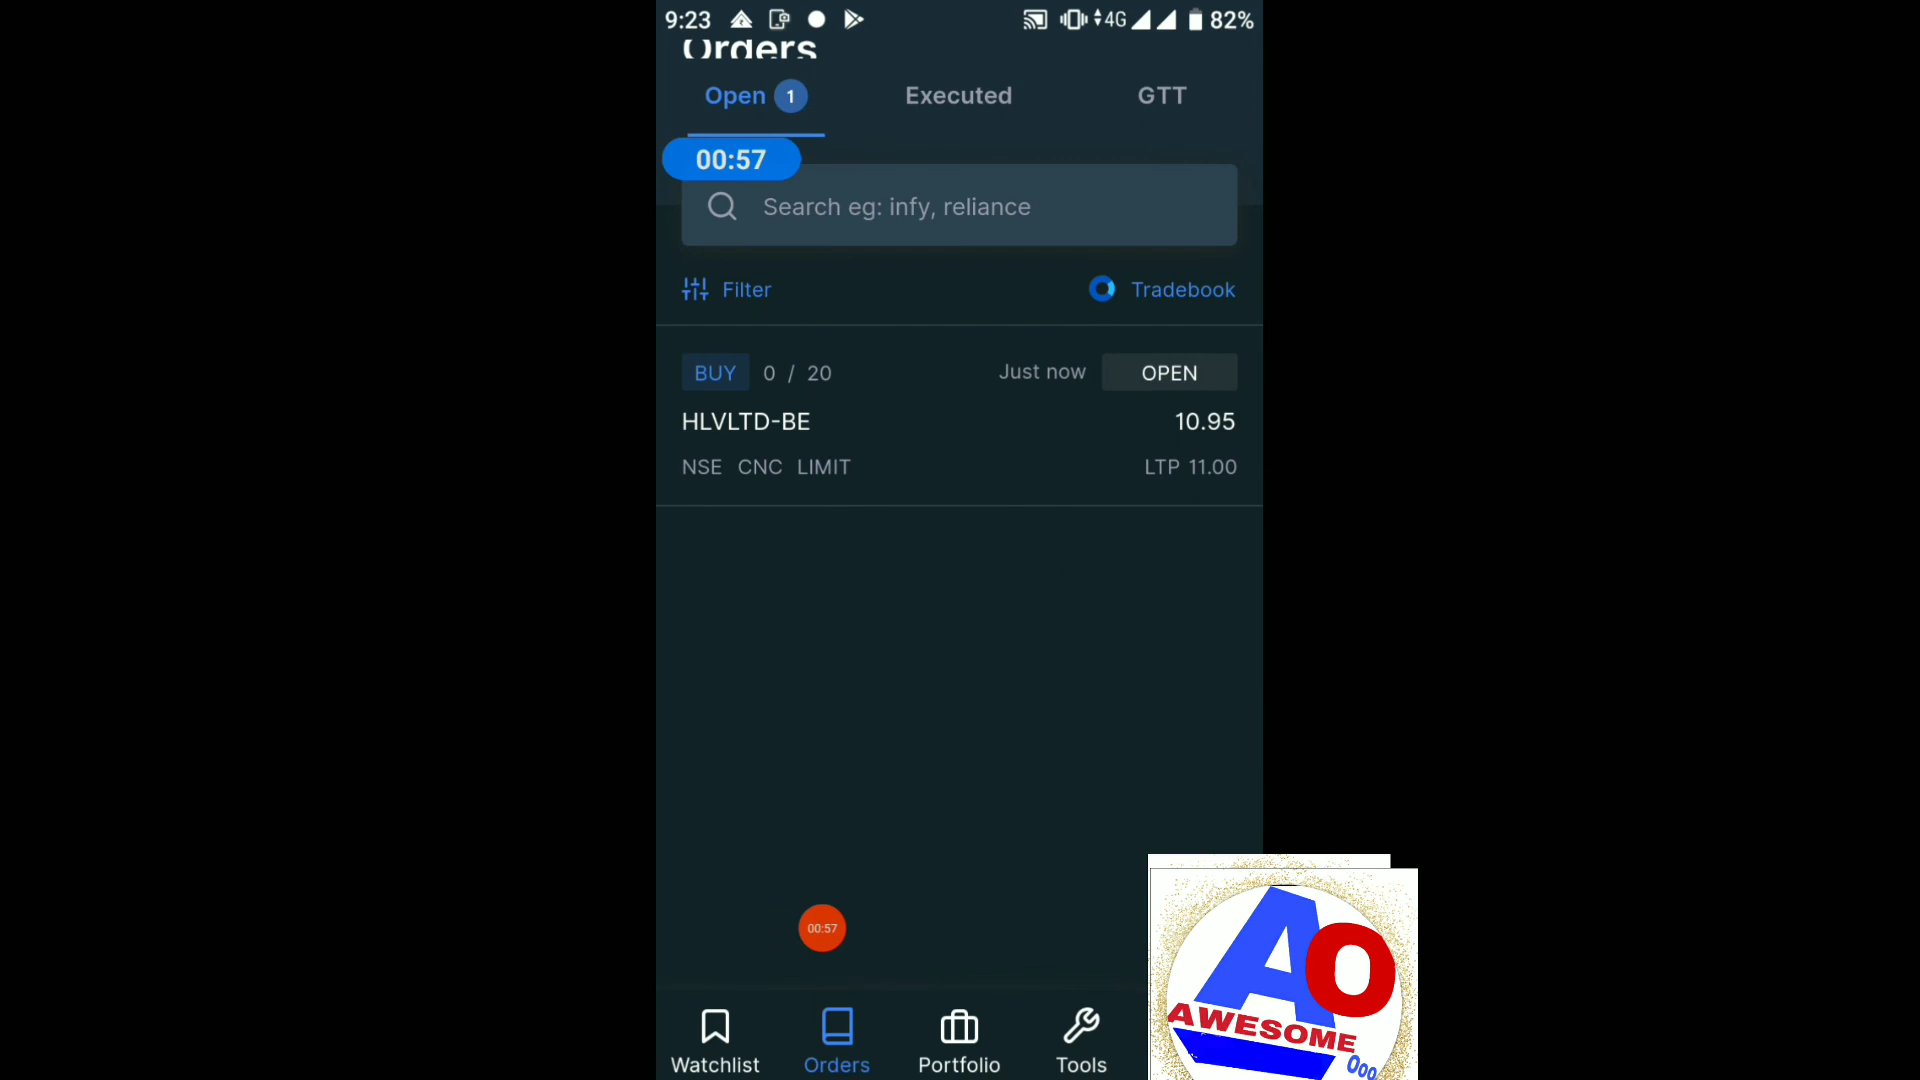 9:23 4G 82%
Orders
Open 1 Executed GTT
00:57
Search eg: infy, reliance
Filter Tradebook
BUY 0 / 20 Just now OPEN
HLVLTD-BE 10.95
NSE CNC LIMIT LTP 11.00
00:57
Watchlist Orders Portfolio Tools
AO
AWESOME
000